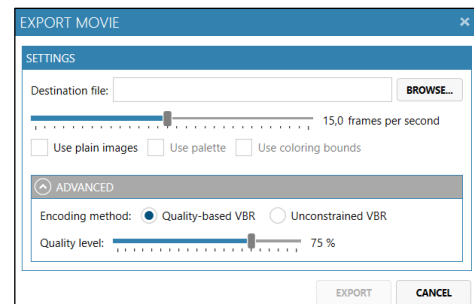 EXPORT MOVIE
SETTINGS
Destination file: BROWSE...
15,0 frames per second
Use plain images Use palette Use coloring bounds
ADVANCED
Encoding method: Quality-based VBR Unconstrained VBR
Quality level: 75 %
EXPORT CANCEL